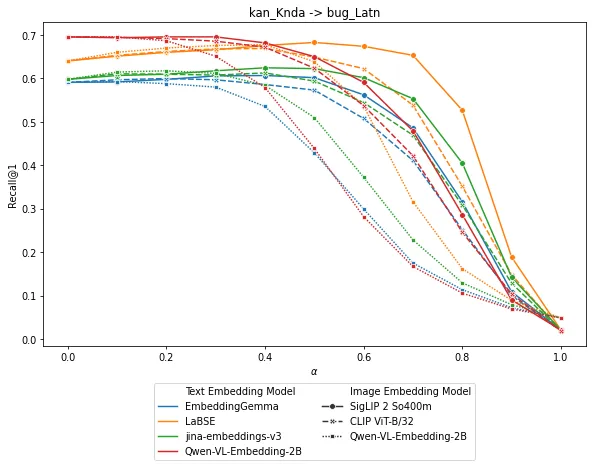 kan_Knda -> bug_Latn
Recall@1
0.7
0.6
0.5
0.4
0.3
0.2
0.1
0.0
0.0 0.2 0.4 0.6 0.8 1.0
α
Text Embedding Model
EmbeddingGemma
LaBSE
jina-embeddings-v3
Qwen-VL-Embedding-2B
Image Embedding Model
SigLIP 2 So400m
CLIP ViT-B/32
Qwen-VL-Embedding-2B